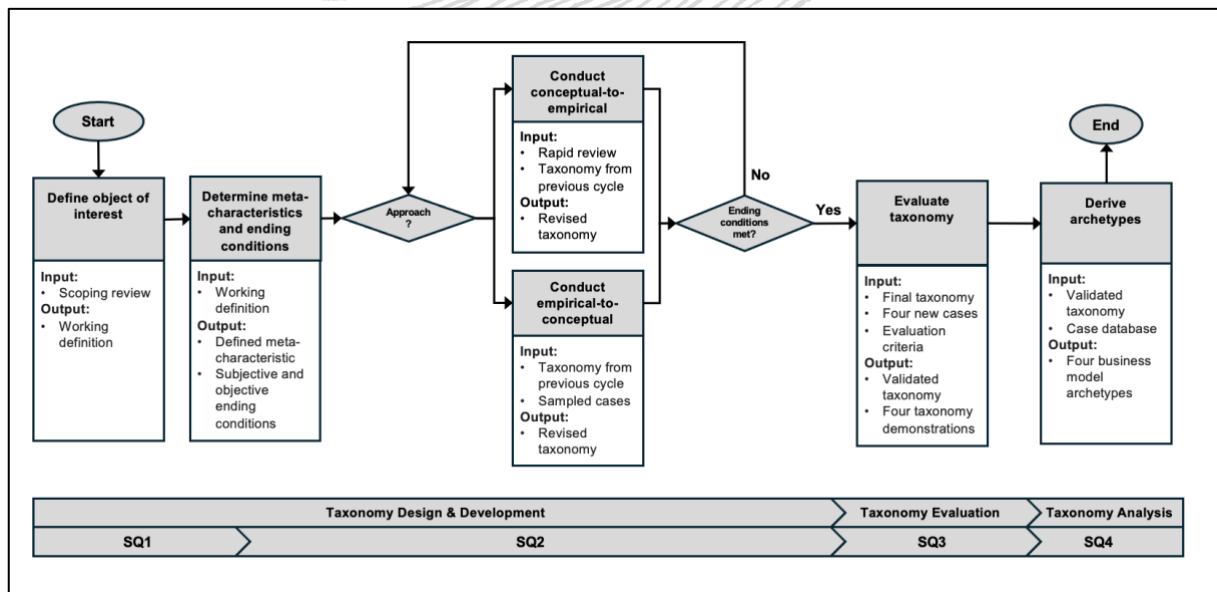 Start
Define object of
interest
Input:
• Scoping review
Output:
• Working
definition
Determine meta-
characteristics
and ending
conditions
Input:
• Working
definition
Output:
• Defined meta-
characteristic
• Subjective and
objective
ending
conditions
Approach
?
Conduct
conceptual-to-
empirical
Input:
• Rapid review
• Taxonomy from
previous cycle
Output:
• Revised
taxonomy
Conduct
empirical-to-
conceptual
Input:
• Taxonomy from
previous cycle
• Sampled cases
Output:
• Revised
taxonomy
No
Ending
conditions
met?
Yes
Evaluate
taxonomy
Input:
• Final taxonomy
• Four new cases
• Evaluation
criteria
Output:
• Validated
taxonomy
• Four taxonomy
demonstrations
End
Derive
archetypes
Input:
• Validated
taxonomy
• Case database
Output:
• Four business
model
archetypes
Taxonomy Design & Development
Taxonomy Evaluation
Taxonomy Analysis
SQ1
SQ2
SQ3
SQ4